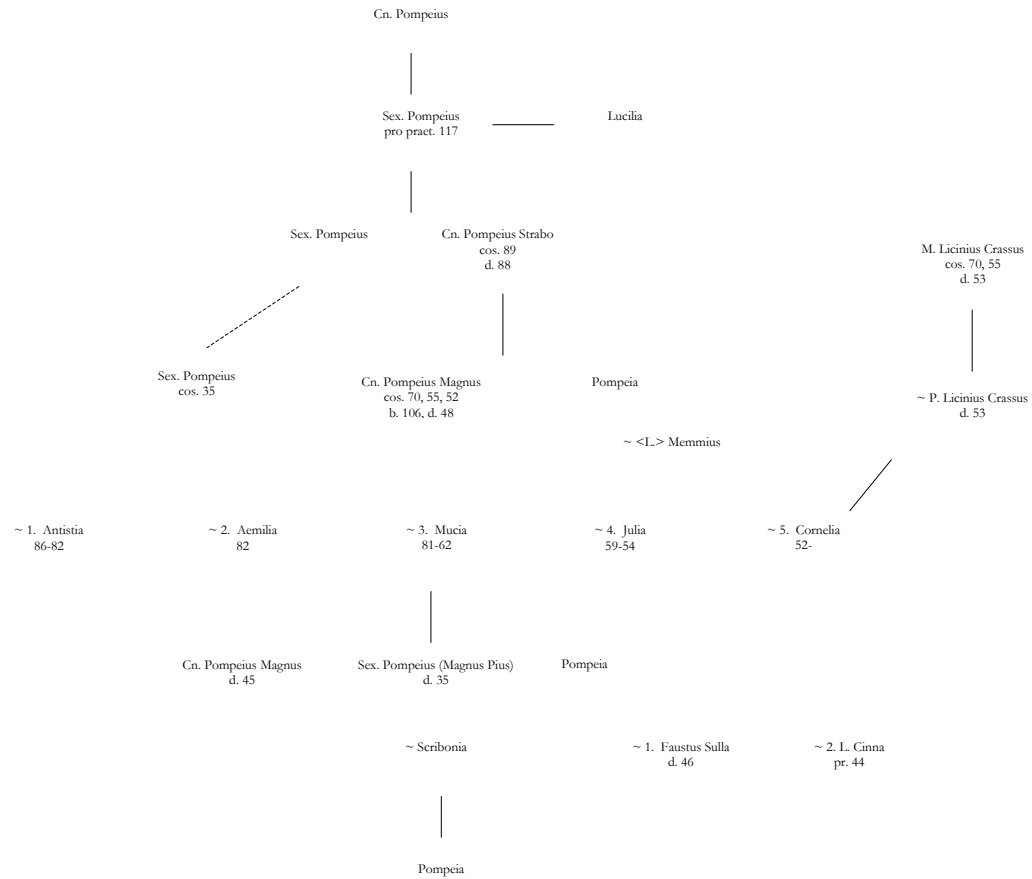 Cn. Pompeius
Sex. Pompeius
pro praet. 117
Lucilia
Sex. Pompeius
Cn. Pompeius Strabo
cos. 89
d. 88
M. Licinius Crassus
cos. 70, 55
d. 53
Sex. Pompeius
cos. 35
Cn. Pompeius Magnus
cos. 70, 55, 52
b. 106, d. 48
Pompeia
~ P. Licinius Crassus
d. 53
~ <L.> Memmius
~ 1. Antistia
86-82
~ 2. Aemilia
82
~ 3. Mucia
81-62
~ 4. Julia
59-54
~ 5. Cornelia
52-
Cn. Pompeius Magnus
d. 45
Sex. Pompeius (Magnus Pius)
d. 35
Pompeia
~ Scribonia
~ 1. Faustus Sulla
d. 46
~ 2. L. Cinna
pr. 44
Pompeia